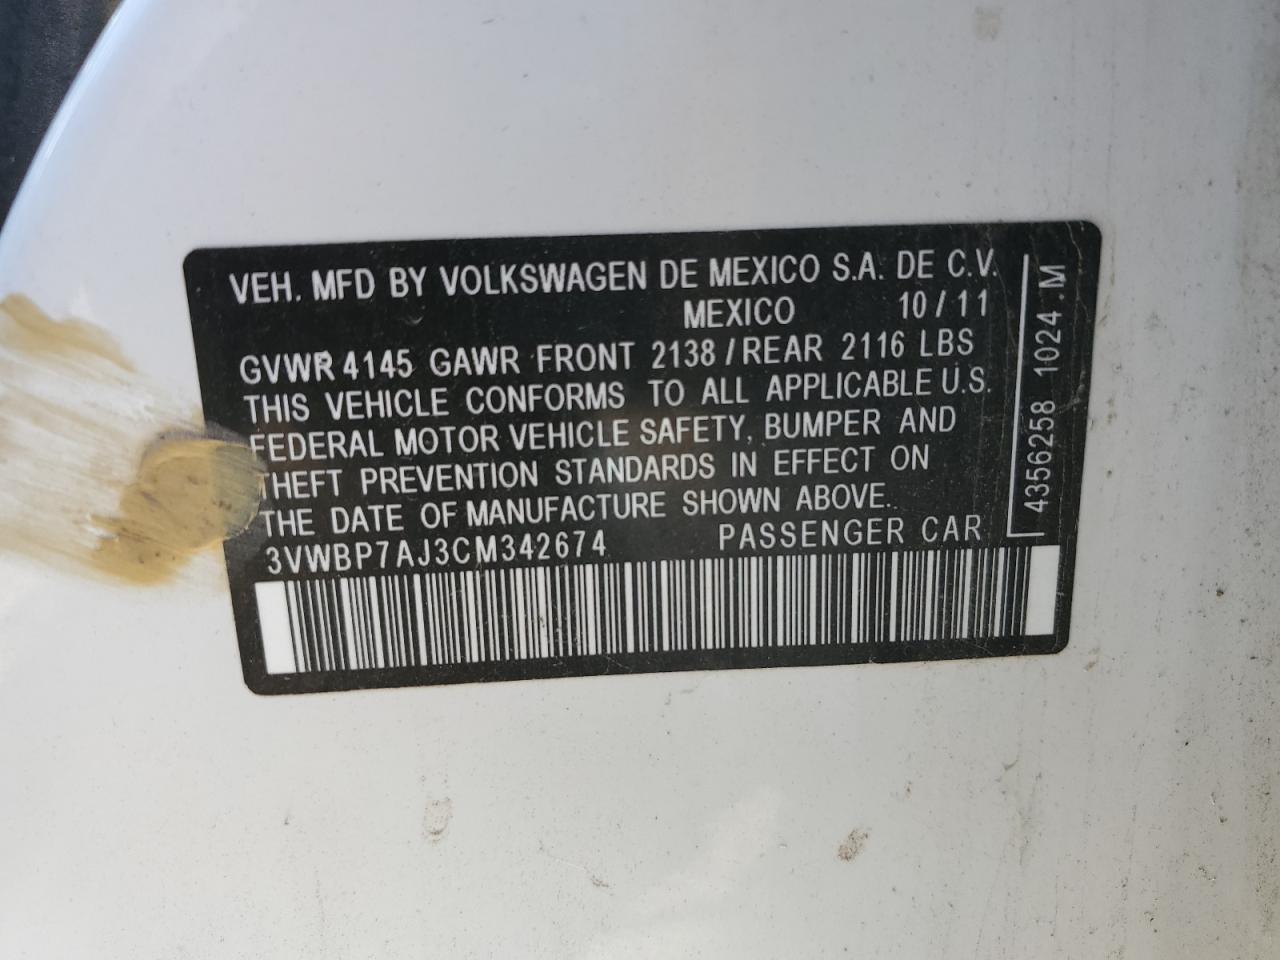 VEH. MFD BY VOLKSWAGEN DE MEXICO S.A. DE C.V.
MEXICO 10/11
GVWR 4145 GAWR FRONT 2138/REAR 2116 LBS
THIS VEHICLE CONFORMS TO ALL APPLICABLE U.S.
FEDERAL MOTOR VEHICLE SAFETY, BUMPER AND
THEFT PREVENTION STANDARDS IN EFFECT ON
THE DATE OF MANUFACTURE SHOWN ABOVE.
3VWBP7AJ3CM342674 PASSENGER CAR
4356258 1024.M